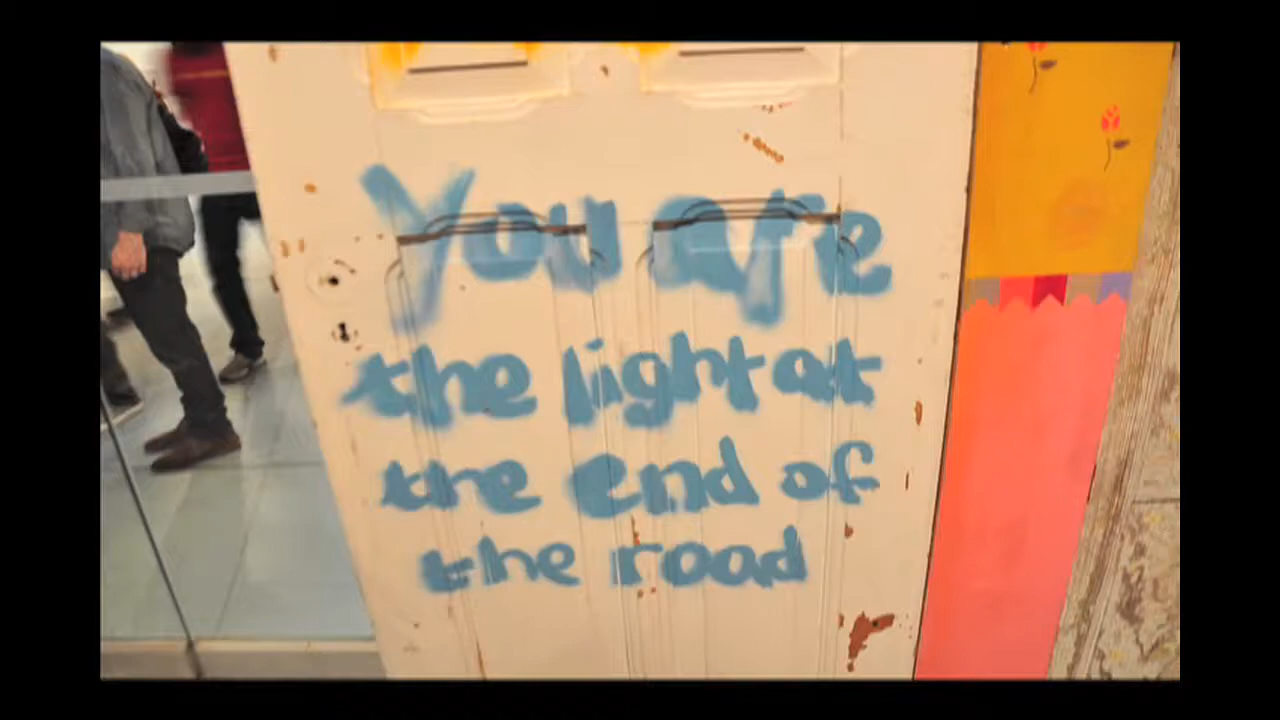 You are
the light at
the end of
the road